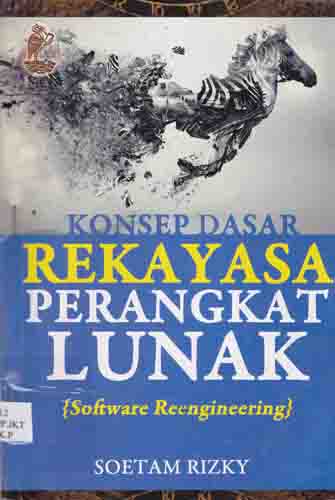 KONSEP DASAR
REKAYASA
PERANGKAT
LUNAK
{Software Reengineering}
SOETAM RIZKY